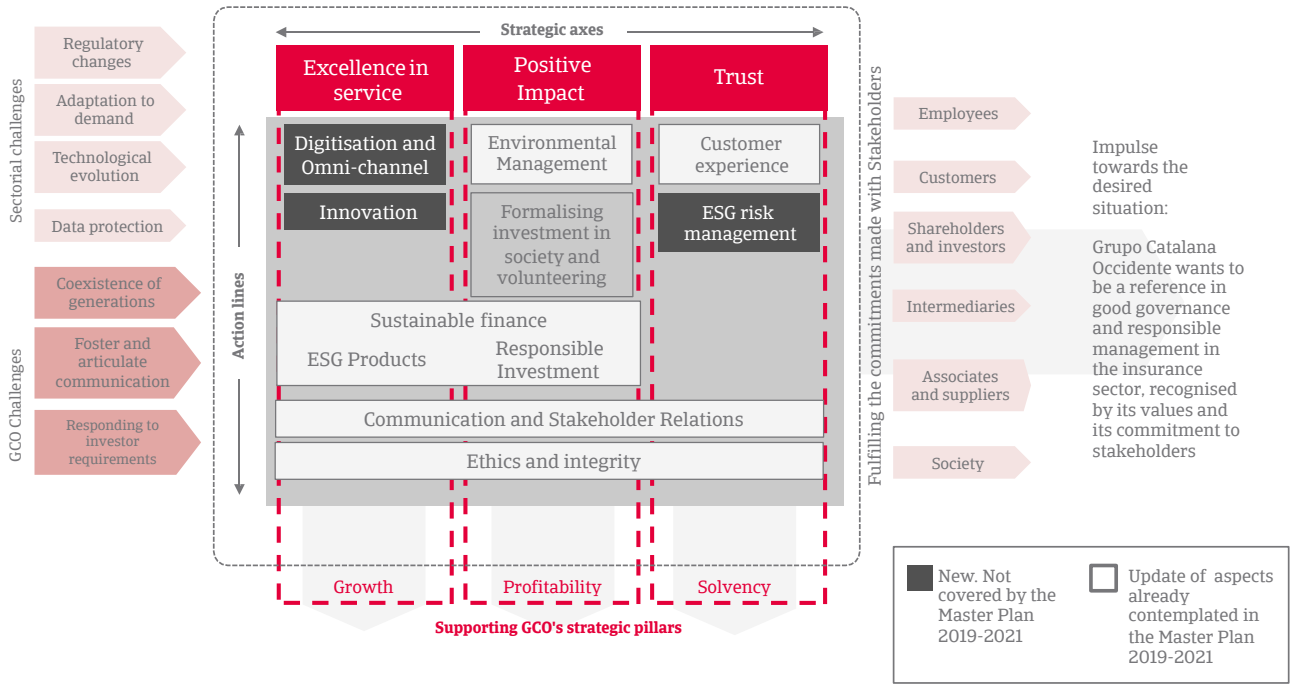 Strategic axes
Sectorial challenges
Regulatory
changes
Adaptation to
demand
Technological
evolution
Data protection
GCO Challenges
Coexistence of
generations
Foster and
articulate
communication
Responding to
investor
requirements
Excellence in
service
Positive
Impact
Trust
Action lines
Digitisation and
Omni-channel
Environmental
Management
Customer
experience
Innovation
Formalising
investment in
society and
volunteering
ESG risk
management
Sustainable finance
ESG Products
Responsible
Investment
Communication and Stakeholder Relations
Ethics and integrity
Growth
Profitability
Solvency
Supporting GCO's strategic pillars
Fulfilling the commitments made with Stakeholders
Employees
Customers
Shareholders
and investors
Intermediaries
Associates
and suppliers
Society
Impulse
towards the
desired
situation:
Grupo Catalana
Occidente wants to
be a reference in
good governance
and responsible
management in
the insurance
sector, recognised
by its values and
its commitment to
stakeholders
New. Not
covered by the
Master Plan
2019-2021
Update of aspects
already
contemplated in
the Master Plan
2019-2021